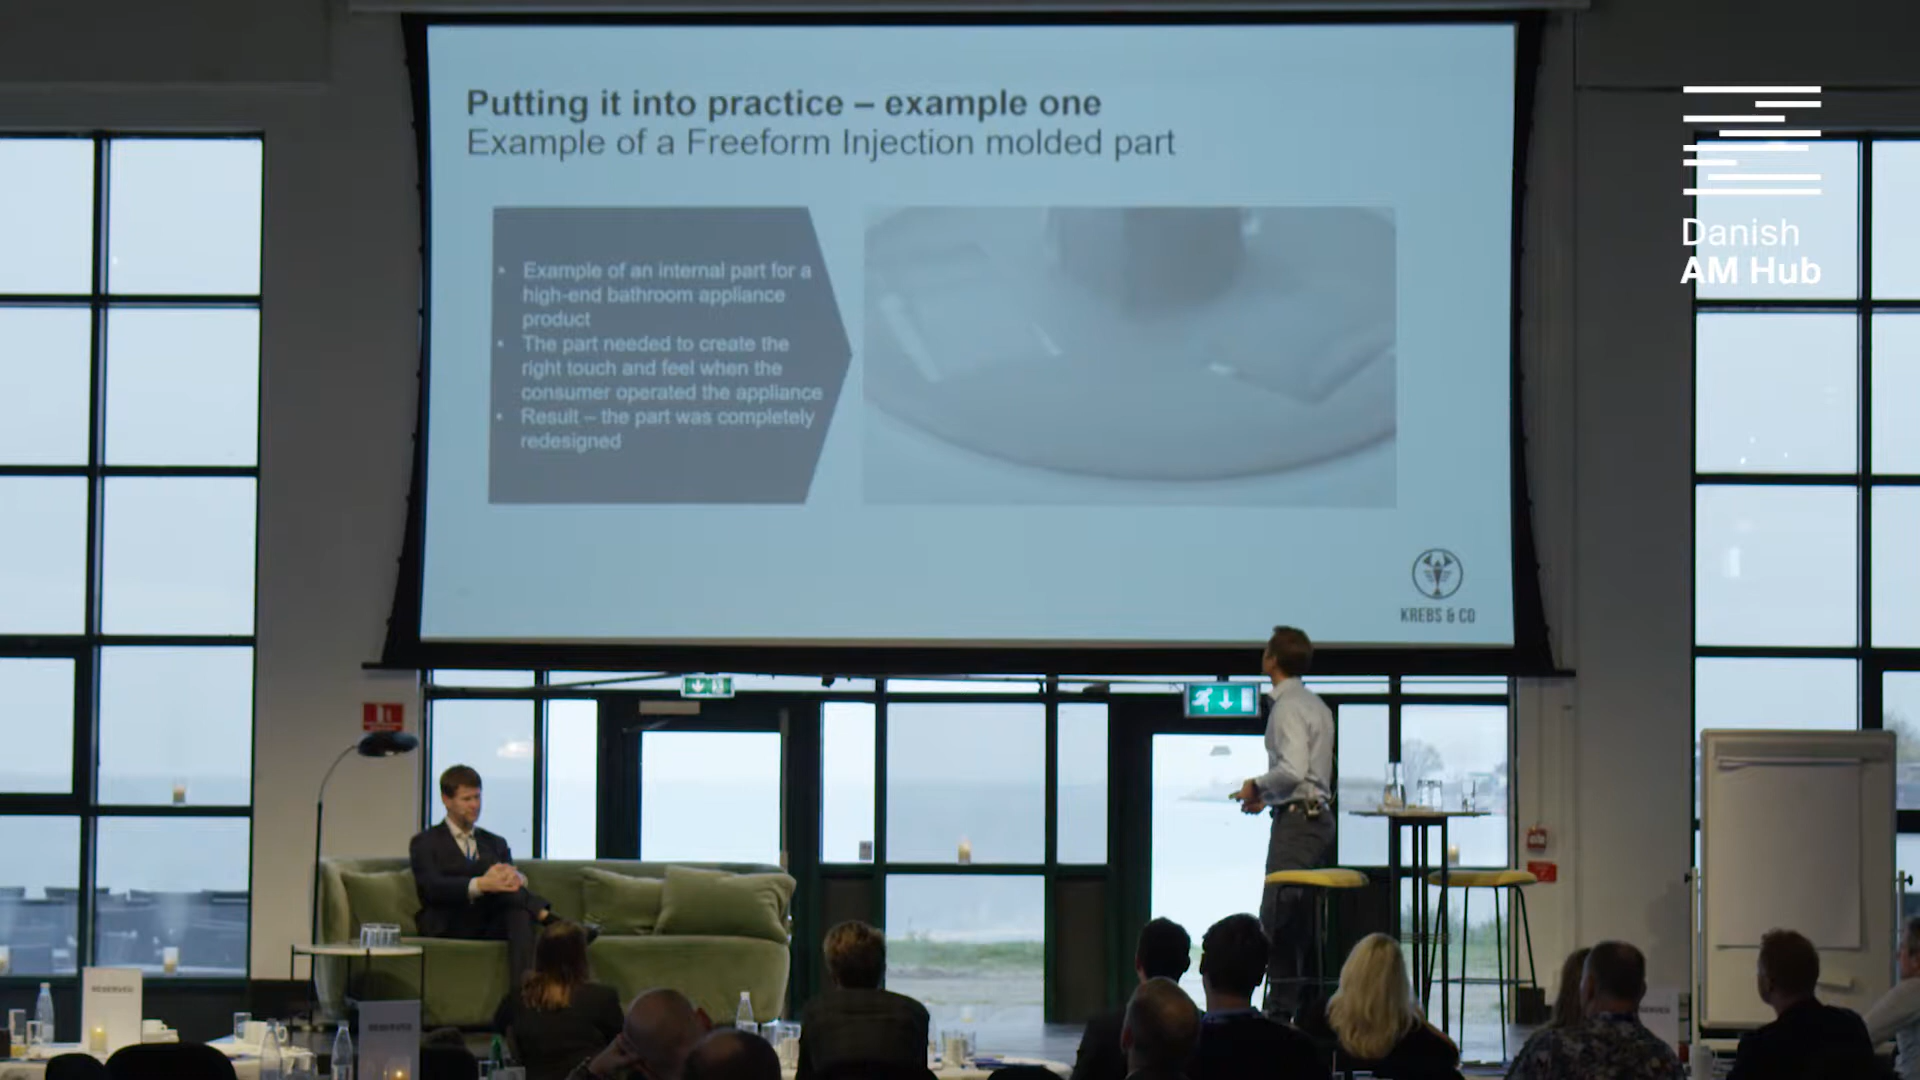 Putting it into practice – example one
Example of a Freeform Injection molded part
• Example of an internal part for a
high-end bathroom appliance
product
• The part needed to create the
right touch and feel when the
consumer operated the appliance
• Result – the part was completely
redesigned
KREBS & CO
Danish
AM Hub
RESERVED
RESERVED